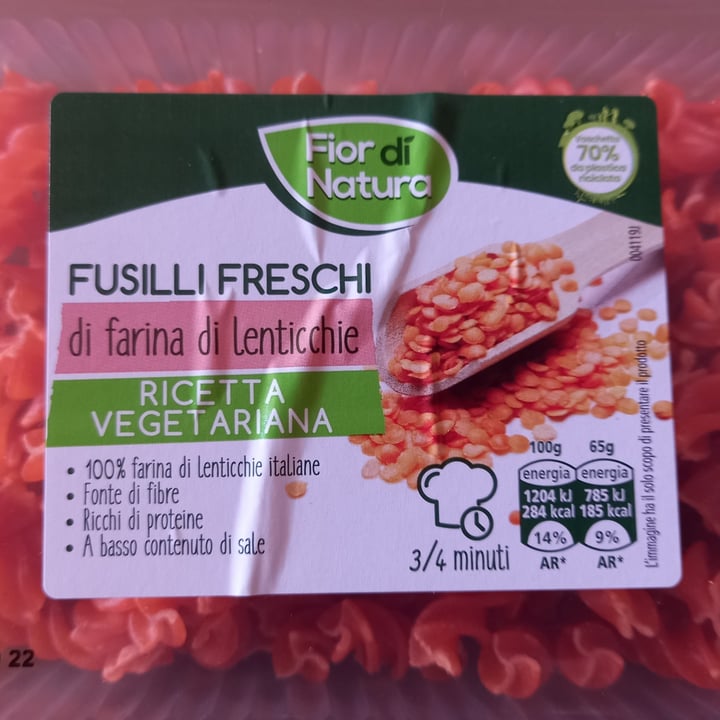 Fior di
Natura
vaschetta
70%
da plastica
riciclata
004119J
FUSILLI FRESCHI
di farina di lenticchie
RICETTA
VEGETARIANA
• 100% farina di lenticchie italiane
• Fonte di fibre
• Ricchi di proteine
• A basso contenuto di sale
3/4 minuti
100g 65g
energia energia
1204 kJ 785 kJ
284 kcal 185 kcal
14% 9%
AR* AR*
L'immagine ha il solo scopo di presentare il prodotto
22